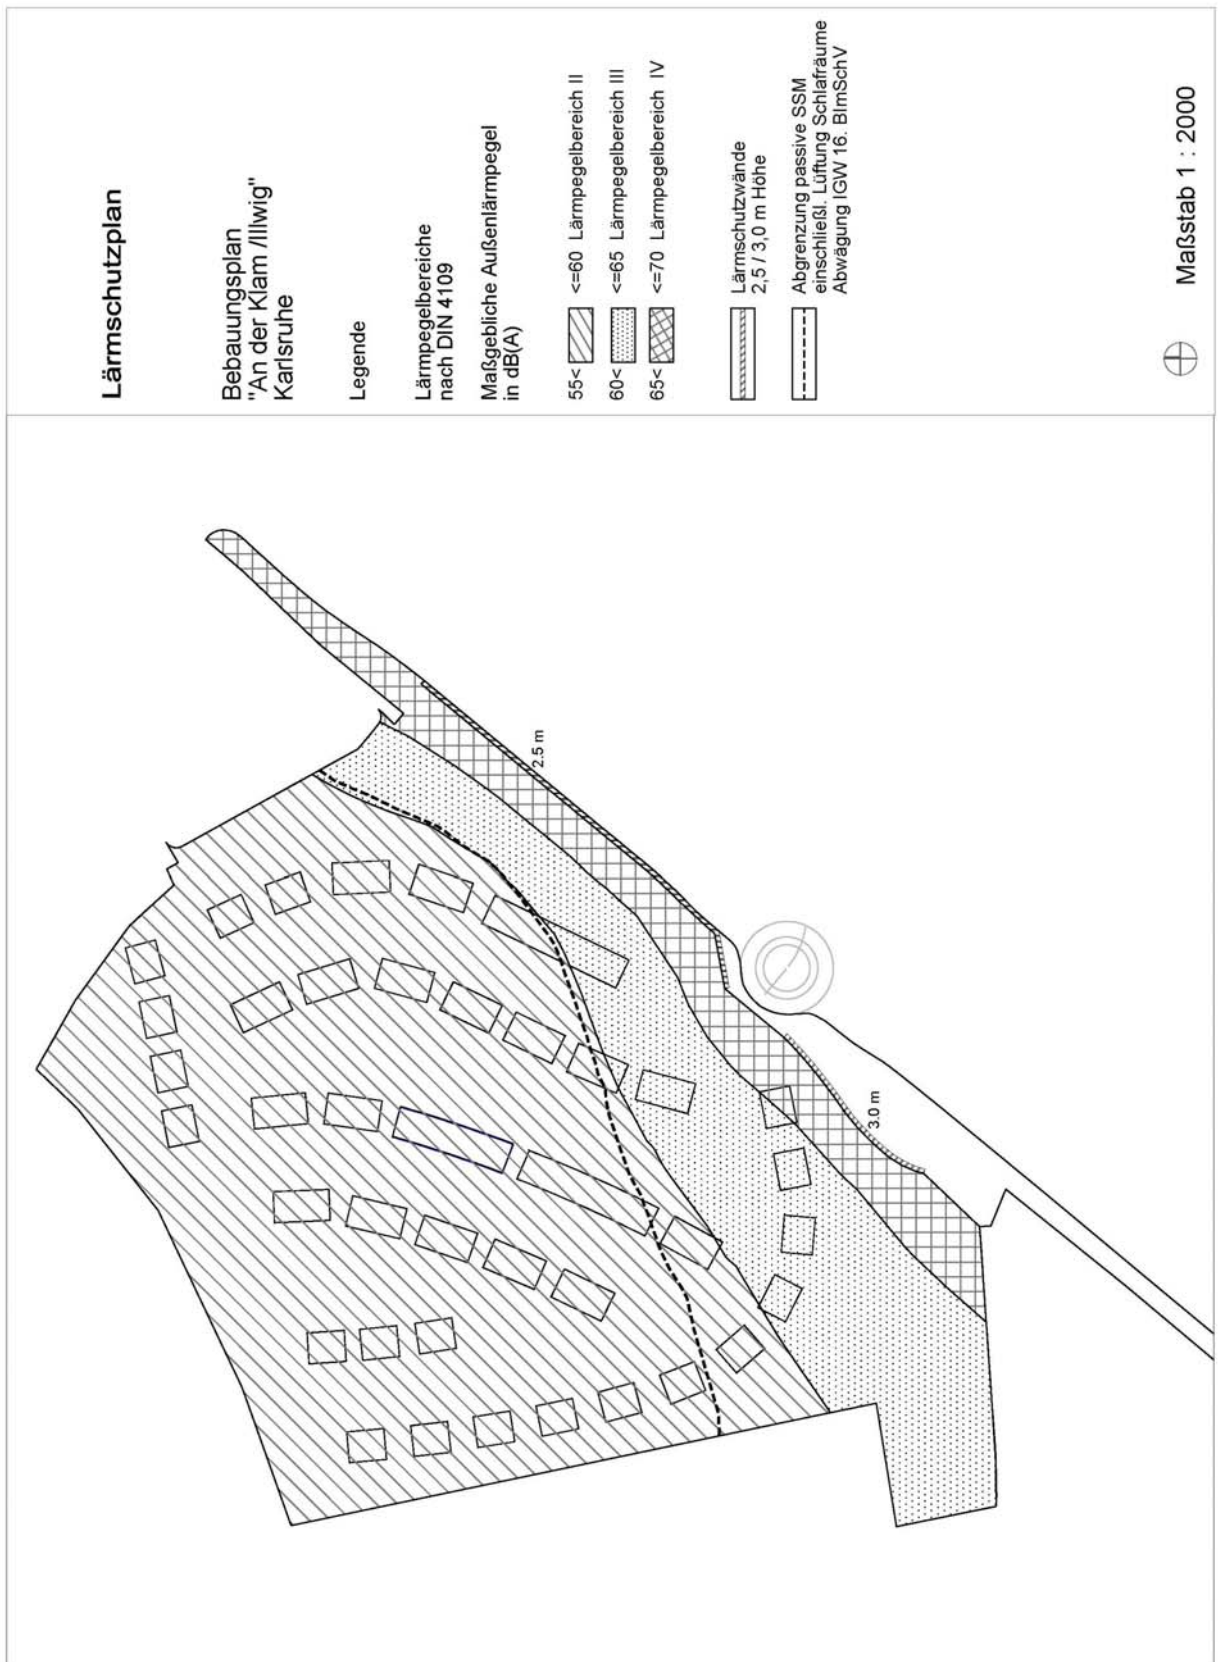 Lärmschutzplan
Bebauungsplan
"An der Klam /Illwig"
Karlsruhe
Legende
Lärmpegelbereiche
nach DIN 4109
Maßgebliche Außenlärmpegel
in dB(A)
55< <=60 Lärmpegelbereich II
60< <=65 Lärmpegelbereich III
65< <=70 Lärmpegelbereich IV
Lärmschutzwände
2,5 / 3,0 m Höhe
Abgrenzung passive SSM
einschließl. Lüftung Schlafräume
Abwägung IGW 16. BImSchV
Maßstab 1 : 2000
2.5 m
3.0 m